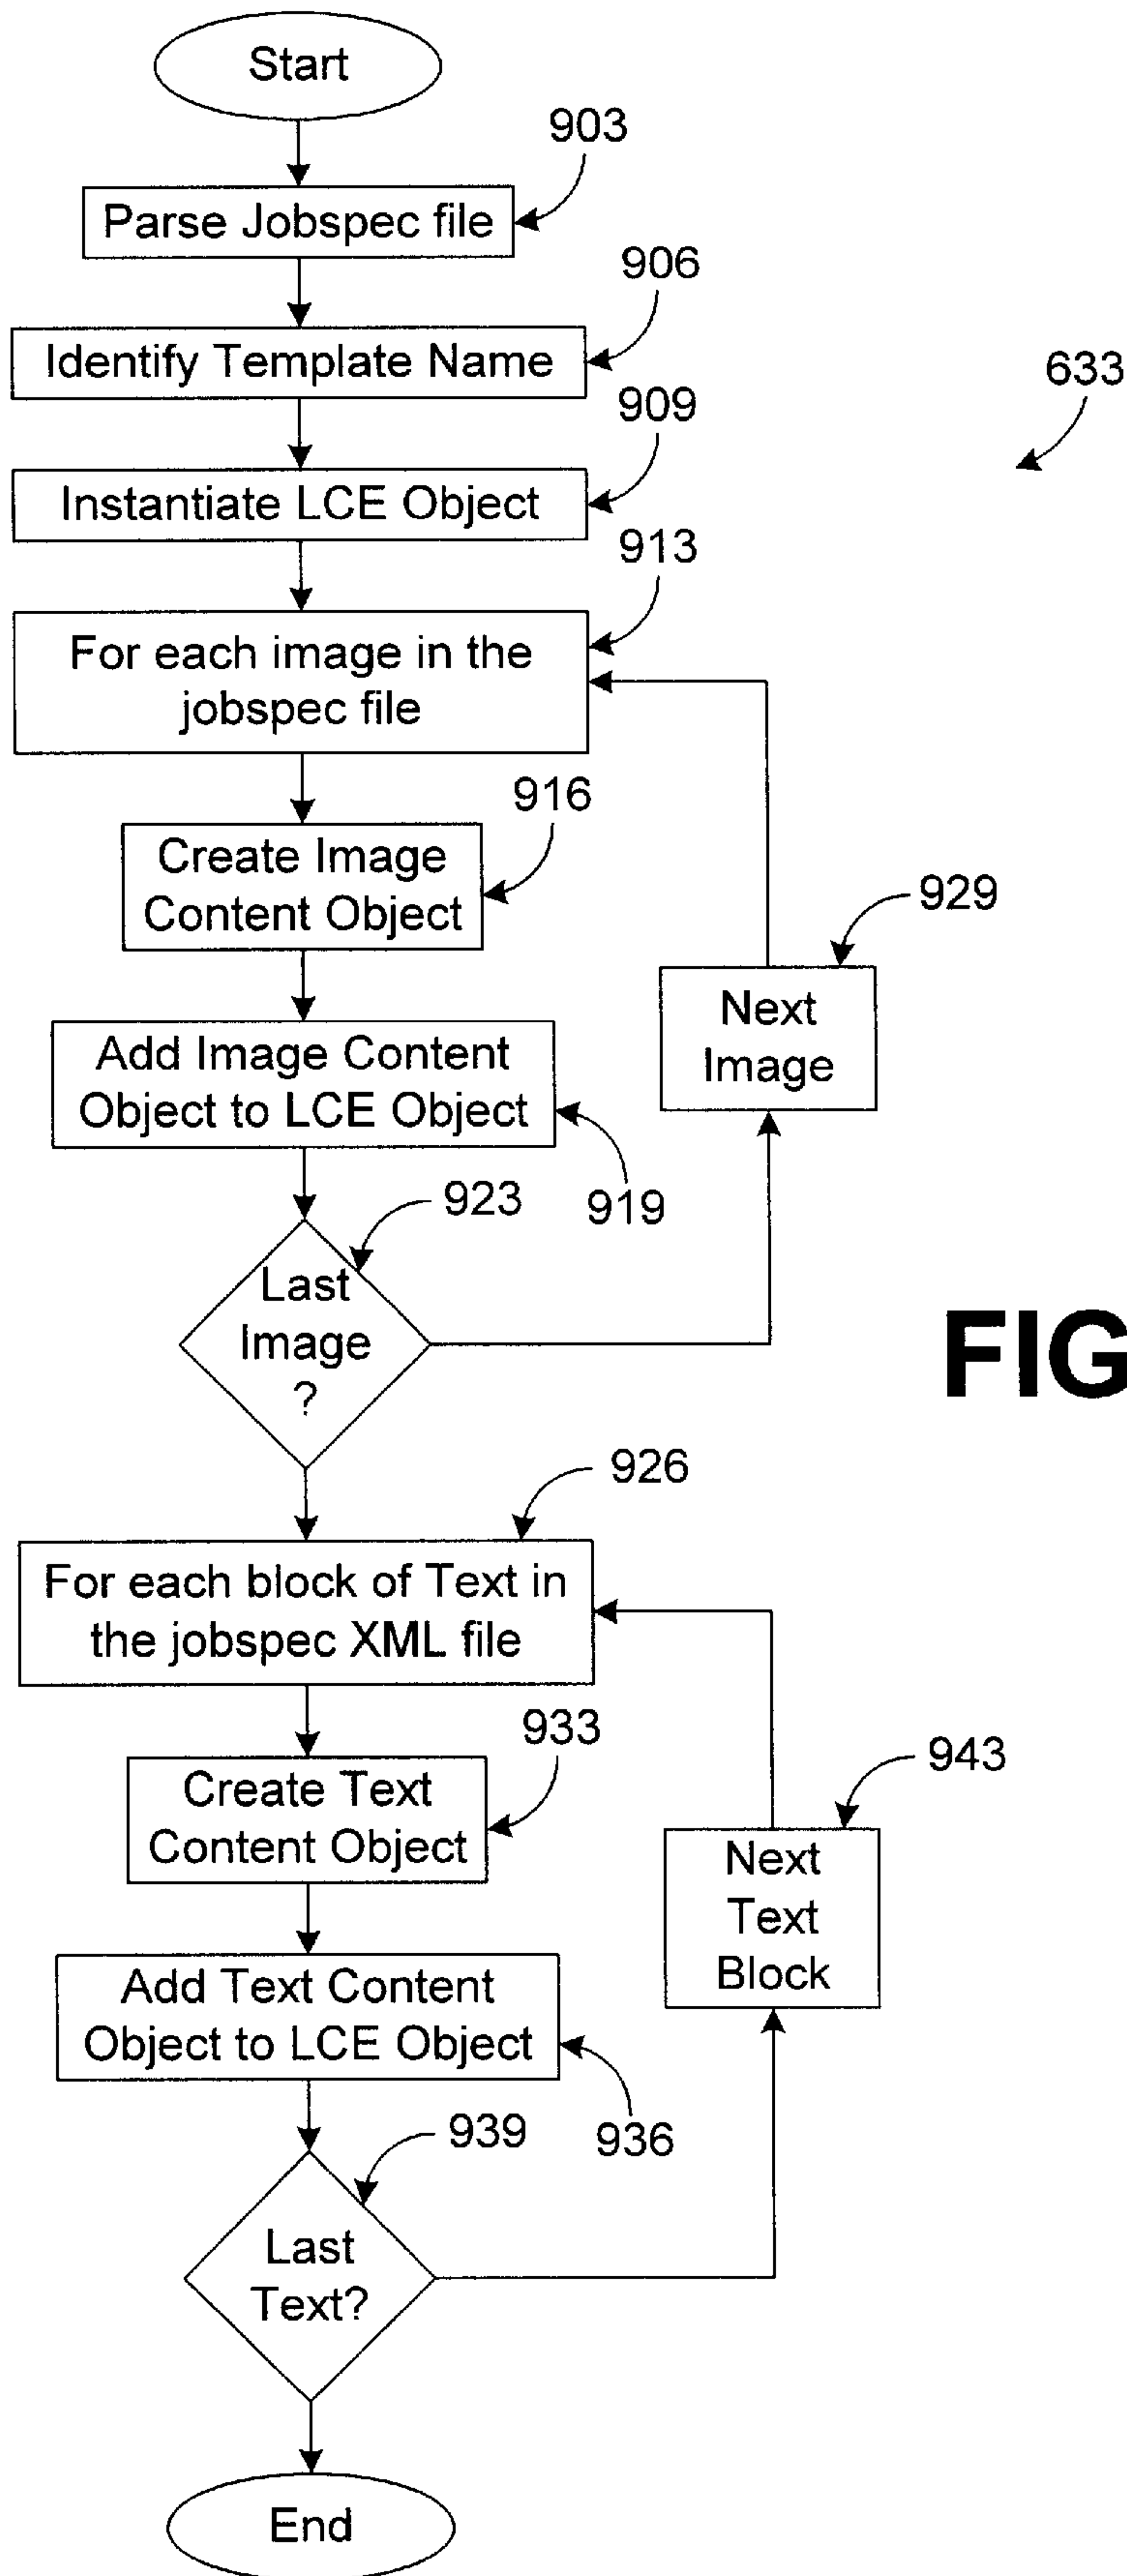 Start
903
Parse Jobspec file
906
Identify Template Name
633
909
Instantiate LCE Object
913
For each image in the
jobspec file
916
Create Image
Content Object
929
Next
Image
Add Image Content
Object to LCE Object
919
923
Last
Image
?
FIG
926
For each block of Text in
the jobspec XML file
933
Create Text
Content Object
943
Next
Text
Block
Add Text Content
Object to LCE Object
936
939
Last
Text?
End